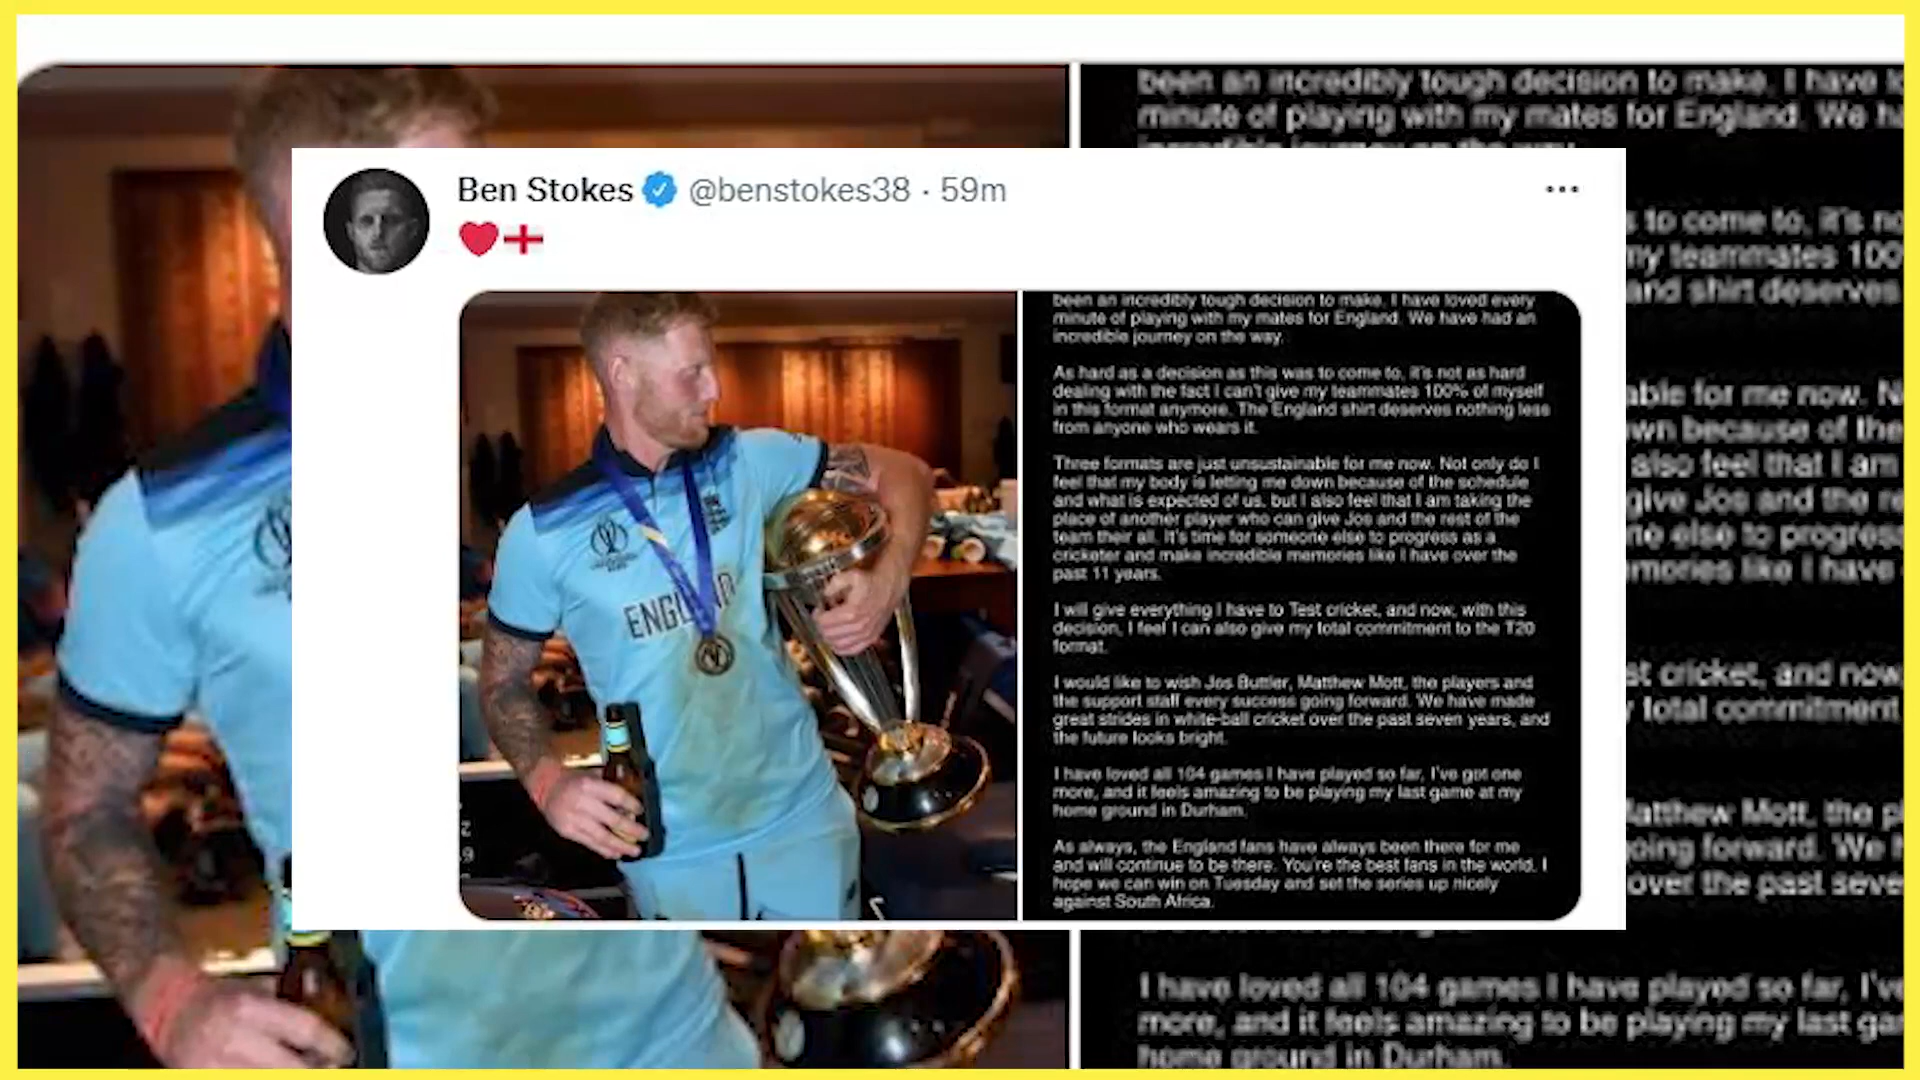 Ben Stokes @benstokes38 · 59m
been an incredibly tough decision to make. I have loved every
minute of playing with my mates for England. We have had an
incredible journey on the way.
As hard as a decision as this was to come to, it's not as hard
dealing with the fact I can't give my teammates 100% of myself
in this format anymore. The England shirt deserves nothing less
from anyone who wears it.
Three formats are just unsustainable for me now. Not only do I
feel that my body is letting me down because of the schedule
and what is expected of us, but I also feel that I am taking the
place of another player who can give Jos and the rest of the
team their all. It's time for someone else to progress as a
cricketer and make incredible memories like I have over the
past 11 years.
I will give everything I have to Test cricket, and now, with this
decision, I feel I can also give my total commitment to the T20
format.
I would like to wish Jos Buttler, Matthew Mott, the players and
the support staff every success going forward. We have made
great strides in white-ball cricket over the past seven years, and
the future looks bright.
I have loved all 104 games I have played so far, I've got one
more, and it feels amazing to be playing my last game at my
home ground in Durham.
As always, the England fans have always been there for me
and will continue to be there. You're the best fans in the world. I
hope we can win on Tuesday and set the series up nicely
against South Africa.
ENGLAND
been an incredibly tough decision to make. I have
minute of playing with my mates for England. We
to come to, it's
teammates 100
shirt deserves
for me now.
because of the
also feel that I am
give Jos and the
else to progress
like I have
cricket, and now
total commitment
Mott, the
going forward. We
over the past
I have loved all 104 games I have played so far, I've
more, and it feels amazing to be playing my last
home ground in Durham.